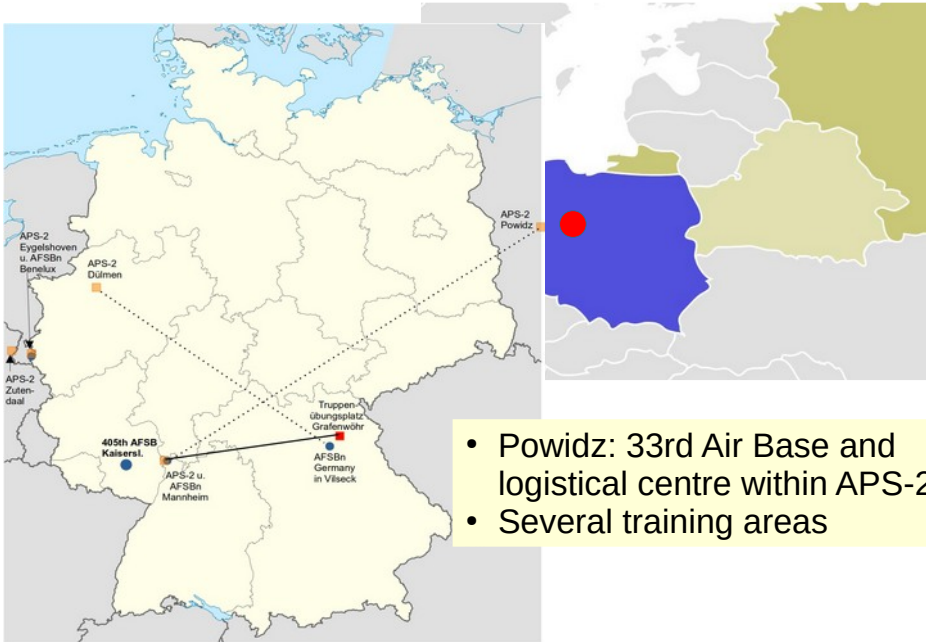 APS-2
Powidz
APS-2
Eygelshoven
u. AFSBn
Benelux
APS-2
Dülmen
APS-2
Zuten-
daal
405th AFSB
Kaisersl.
APS-2 u.
AFSBn
Mannheim
Truppen-
übungsplatz
Grafenwöhr
AFSBn
Germany
in Vilseck
• Powidz: 33rd Air Base and
logistical centre within APS-2
• Several training areas